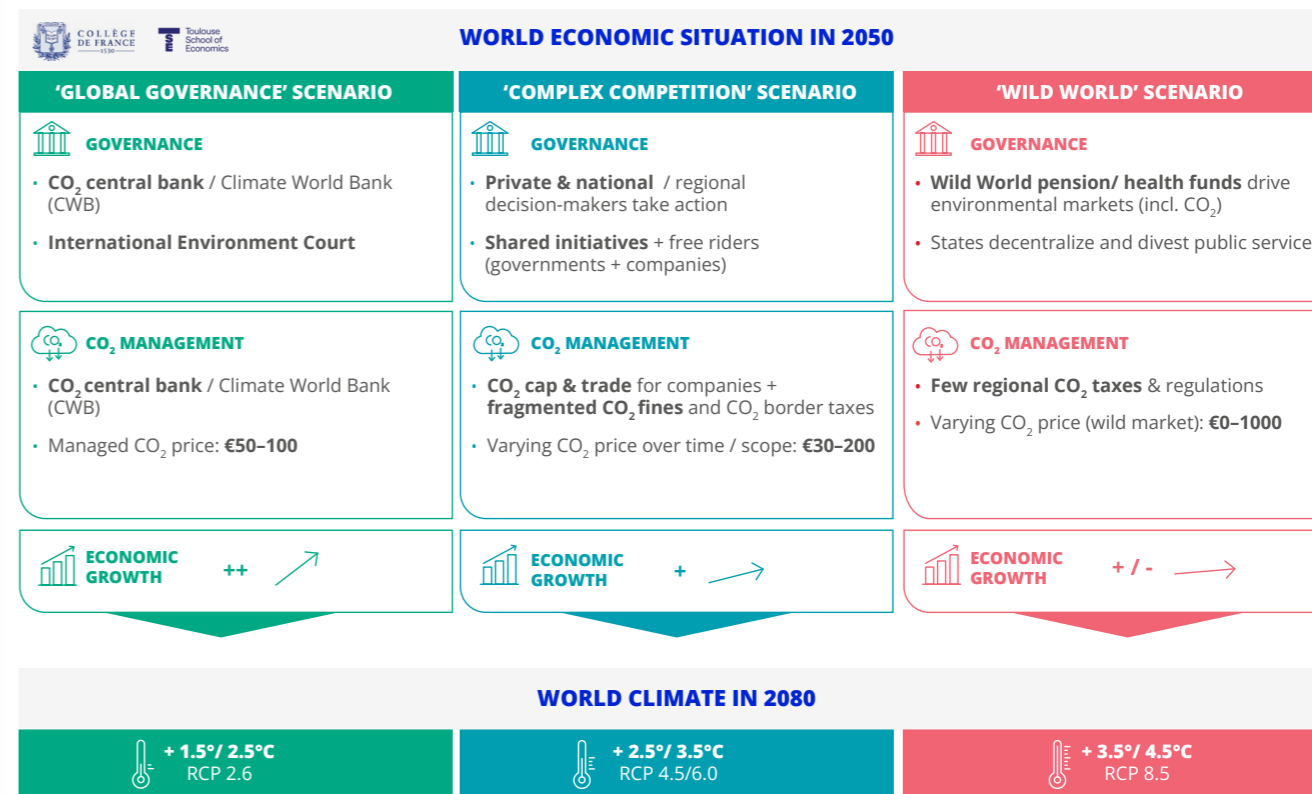 COLLÈGE
DE FRANCE
1530
TSE
Toulouse
School of
Economics
WORLD ECONOMIC SITUATION IN 2050
‘GLOBAL GOVERNANCE’ SCENARIO
GOVERNANCE
• CO₂ central bank / Climate World Bank
(CWB)
• International Environment Court
CO₂
CO₂ MANAGEMENT
• CO₂ central bank / Climate World Bank
(CWB)
• Managed CO₂ price: €50–100
ECONOMIC
GROWTH
++
‘COMPLEX COMPETITION’ SCENARIO
GOVERNANCE
• Private & national / regional
decision-makers take action
• Shared initiatives + free riders
(governments + companies)
CO₂
CO₂ MANAGEMENT
• CO₂ cap & trade for companies +
fragmented CO₂ fines and CO₂ border taxes
• Varying CO₂ price over time / scope: €30–200
ECONOMIC
GROWTH
+
‘WILD WORLD’ SCENARIO
GOVERNANCE
• Wild World pension/ health funds drive
environmental markets (incl. CO₂)
• States decentralize and divest public service
CO₂
CO₂ MANAGEMENT
• Few regional CO₂ taxes & regulations
• Varying CO₂ price (wild market): €0–1000
ECONOMIC
GROWTH
+ / -
WORLD CLIMATE IN 2080
+ 1.5°/ 2.5°C
RCP 2.6
+ 2.5°/ 3.5°C
RCP 4.5/6.0
+ 3.5°/ 4.5°C
RCP 8.5